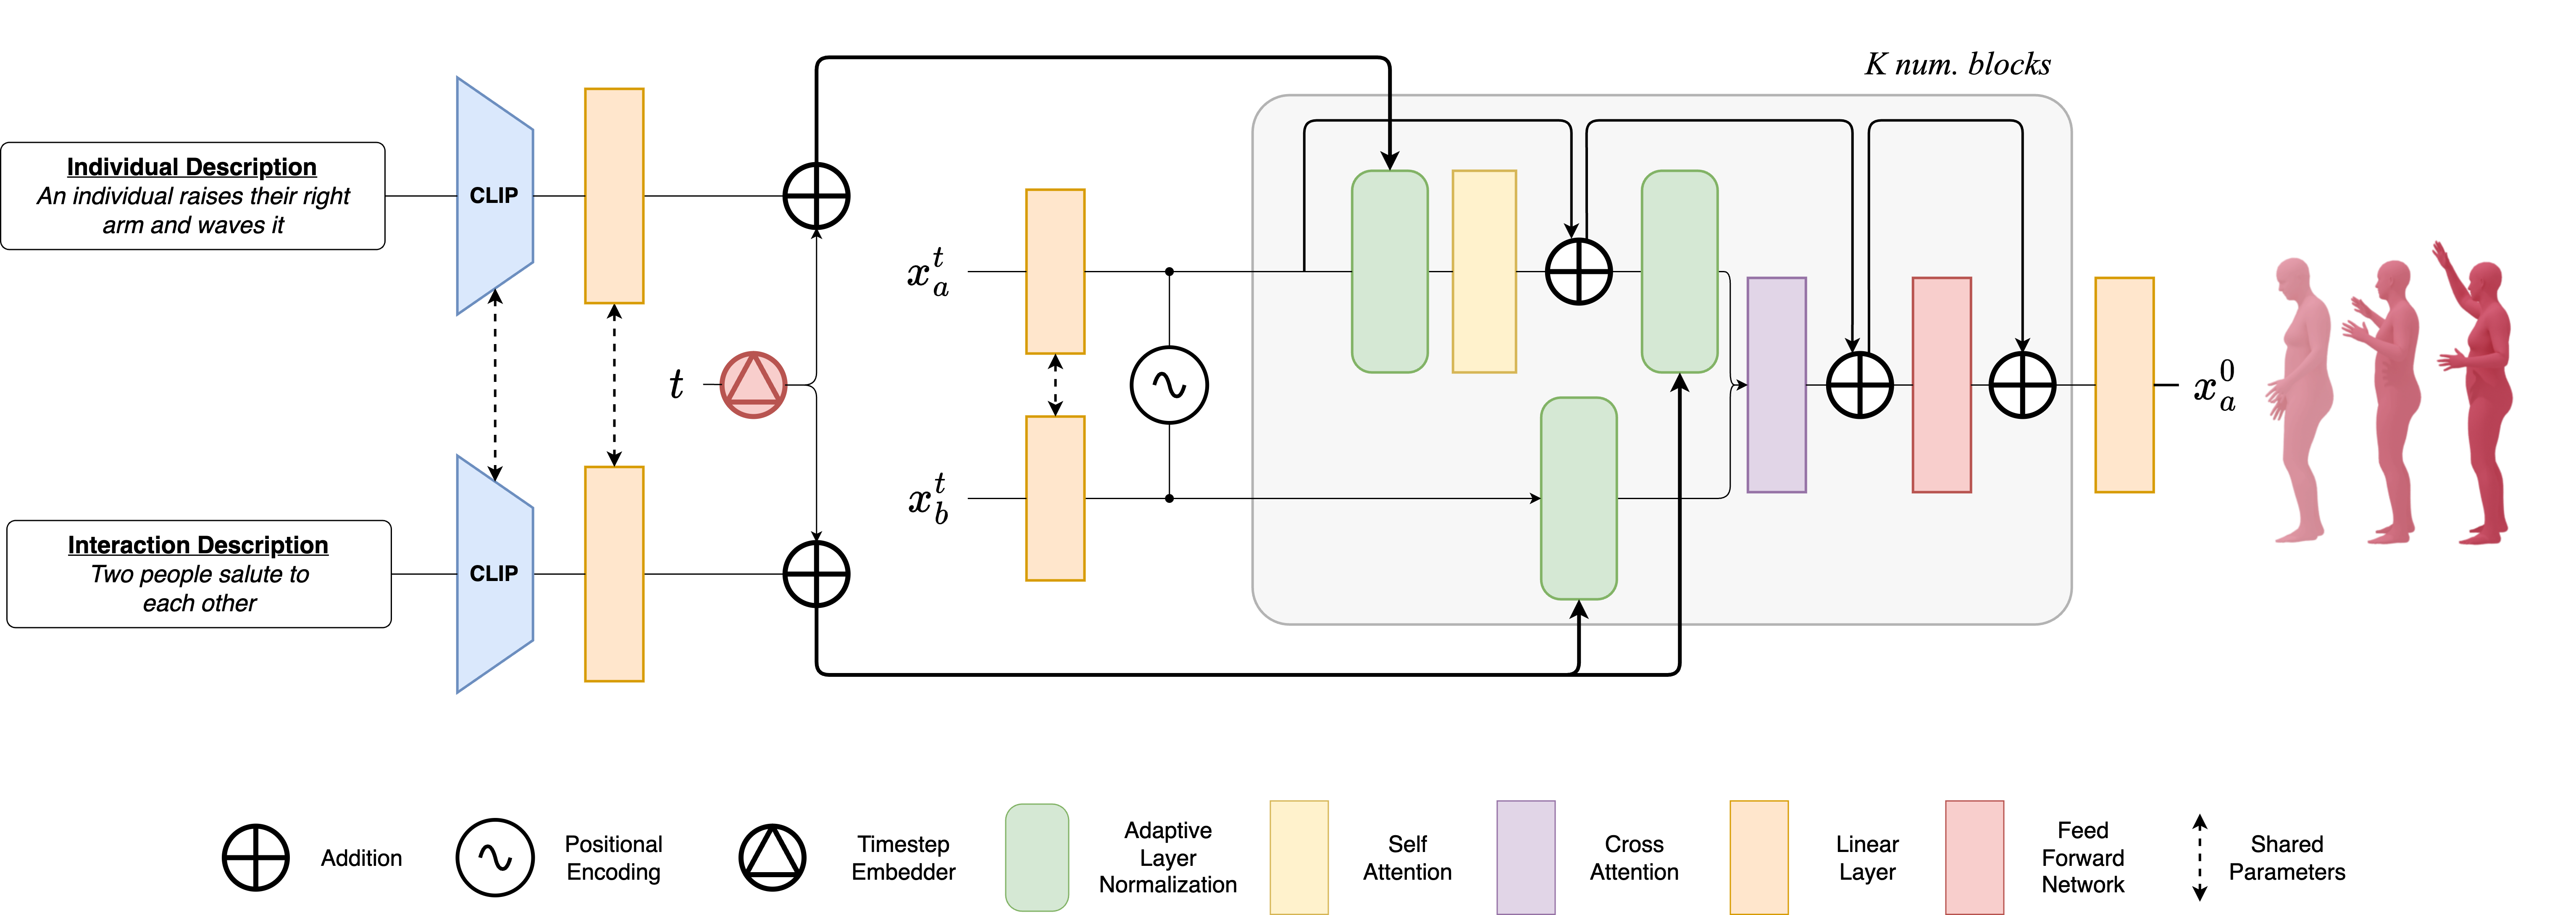 K num. blocks
Individual Description
An individual raises their right
arm and waves it
CLIP
x_a^t
t
x_a^0
x_b^t
Interaction Description
Two people salute to
each other
CLIP
Addition
Positional
Encoding
Timestep
Embedder
Adaptive
Layer
Normalization
Self
Attention
Cross
Attention
Linear
Layer
Feed
Forward
Network
Shared
Parameters